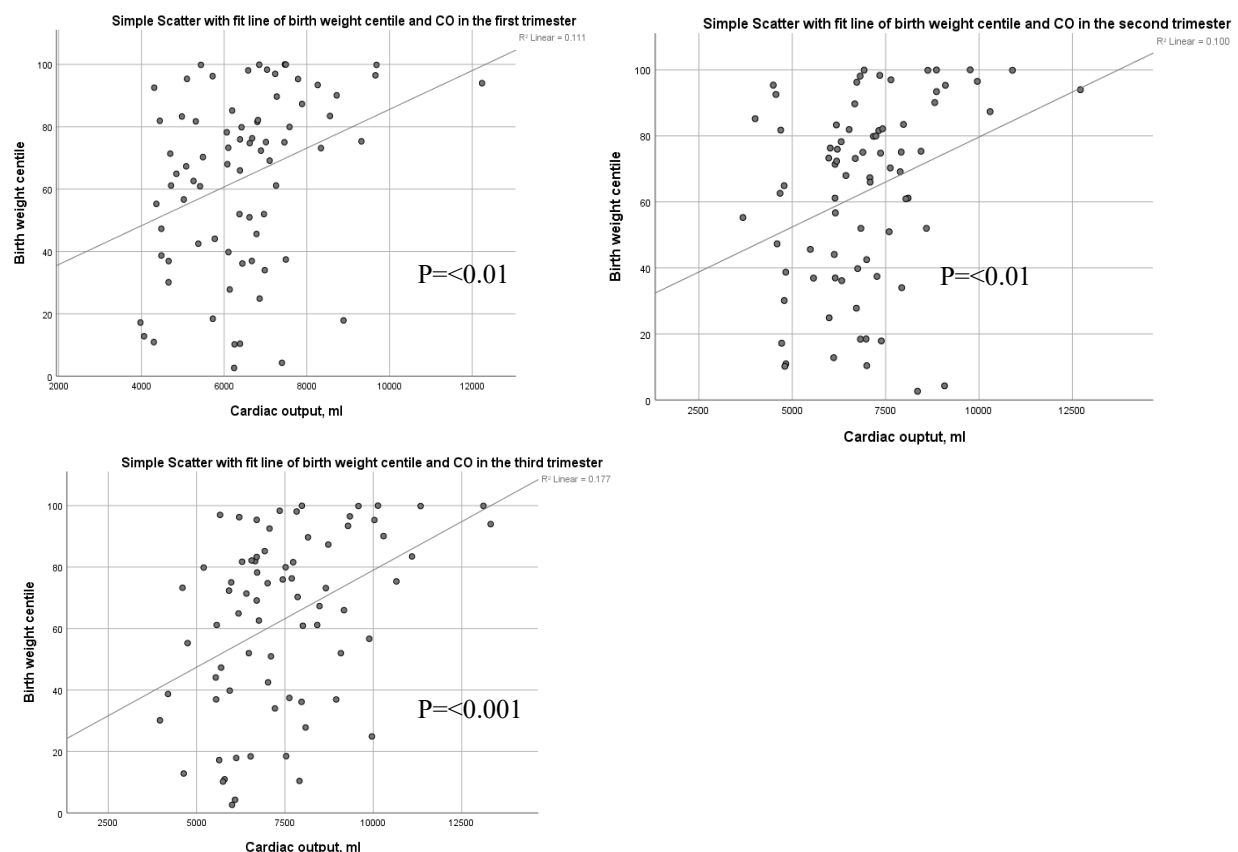 Simple Scatter with fit line of birth weight centile and CO in the first trimester
R² Linear = 0.111
100
80
60
40
20
0
Birth weight centile
P=<0.01
2000 4000 6000 8000 10000 12000
Cardiac output, ml
Simple Scatter with fit line of birth weight centile and CO in the second trimester
R² Linear = 0.100
100
80
60
40
20
0
Birth weight centile
P=<0.01
2500 5000 7500 10000 12500
Cardiac ouptut, ml
Simple Scatter with fit line of birth weight centile and CO in the third trimester
R² Linear = 0.177
100
80
60
40
20
0
Birth weight centile
P=<0.001
2500 5000 7500 10000 12500
Cardiac output, ml